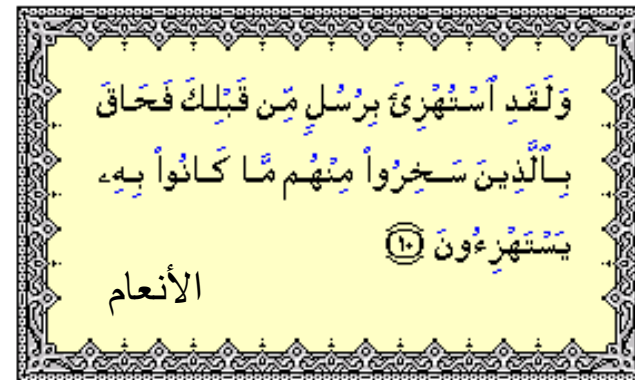 وَلَقَدِ ٱسْتُهْزِئَ بِرُسُلٍ مِّن قَبْلِكَ فَحَاقَ
بِٱلَّذِينَ سَخِرُوا۟ مِنْهُم مَّا كَانُوا۟ بِهِۦ
يَسْتَهْزِءُونَ ١٠
الأنعام